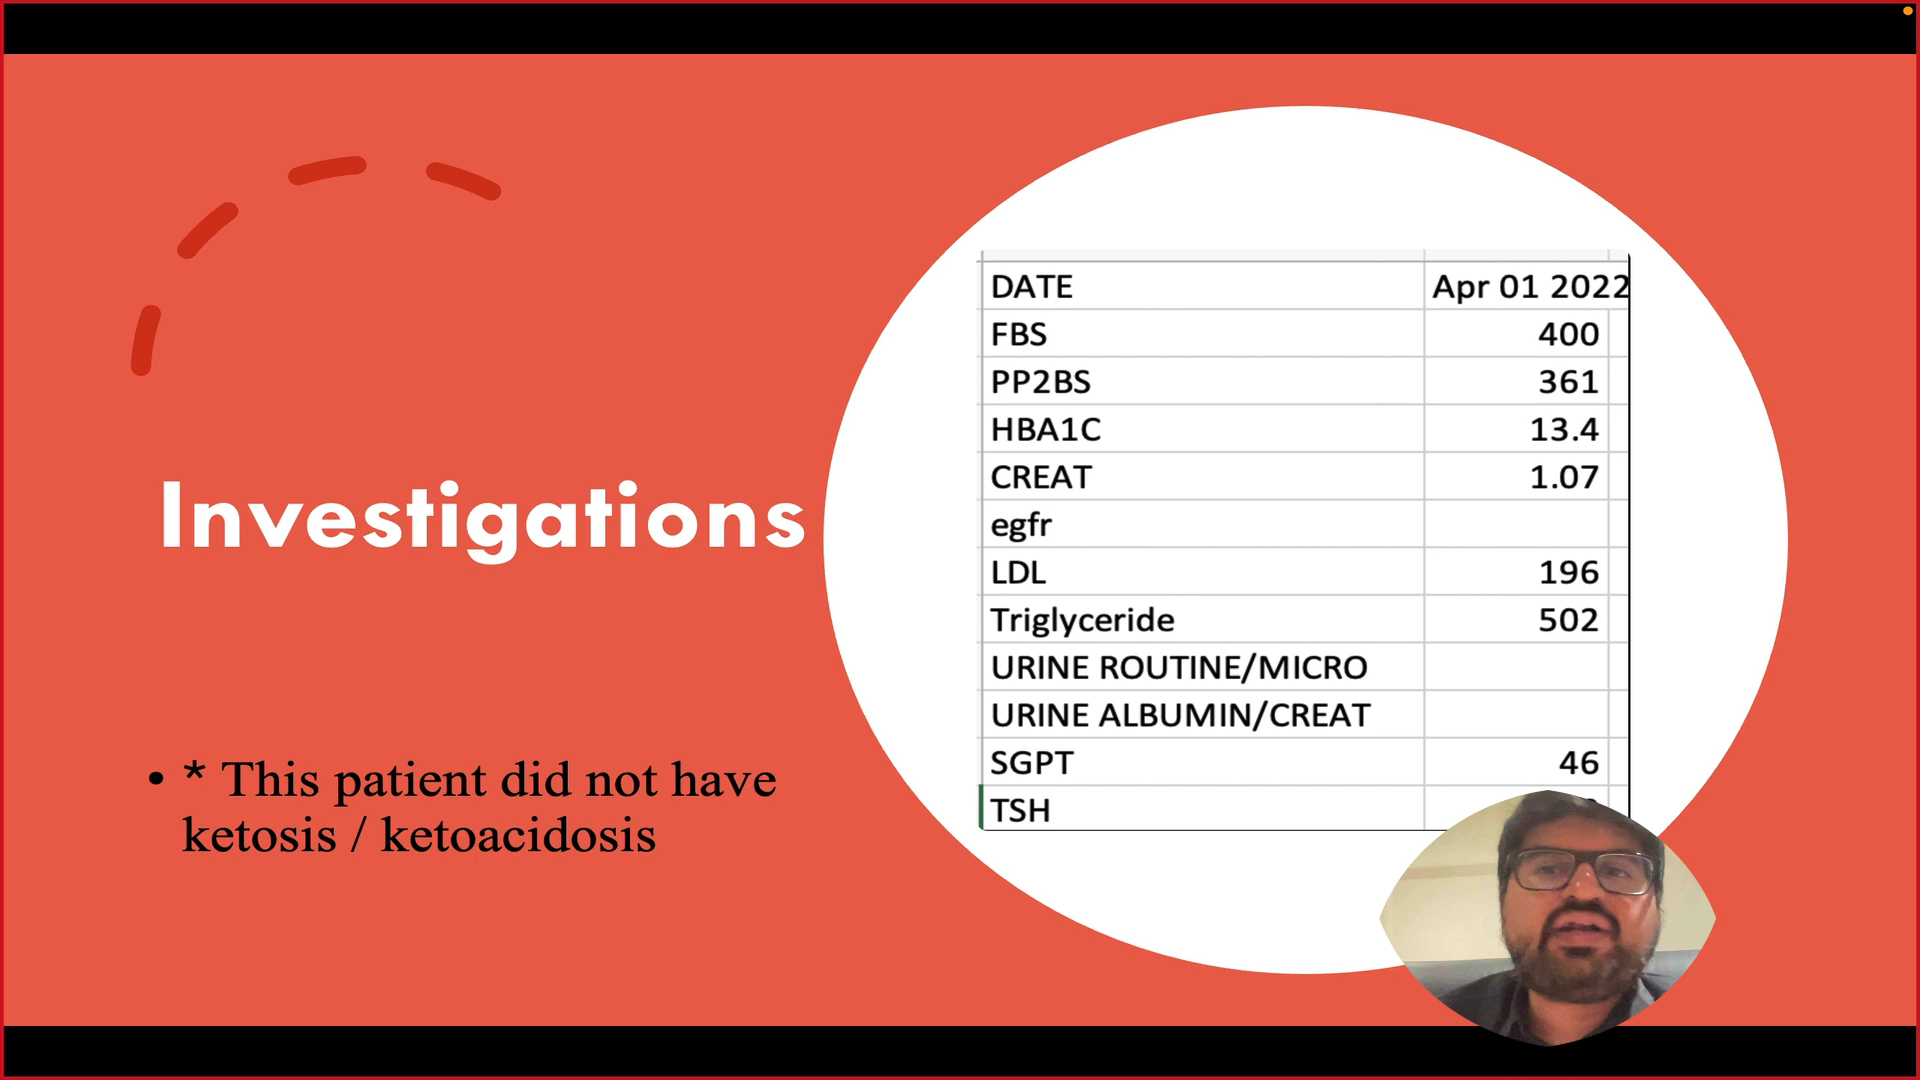 Investigations
• * This patient did not have
ketosis / ketoacidosis
DATE Apr 01 2022
FBS 400
PP2BS 361
HBA1C 13.4
CREAT 1.07
egfr
LDL 196
Triglyceride 502
URINE ROUTINE/MICRO
URINE ALBUMIN/CREAT
SGPT 46
TSH